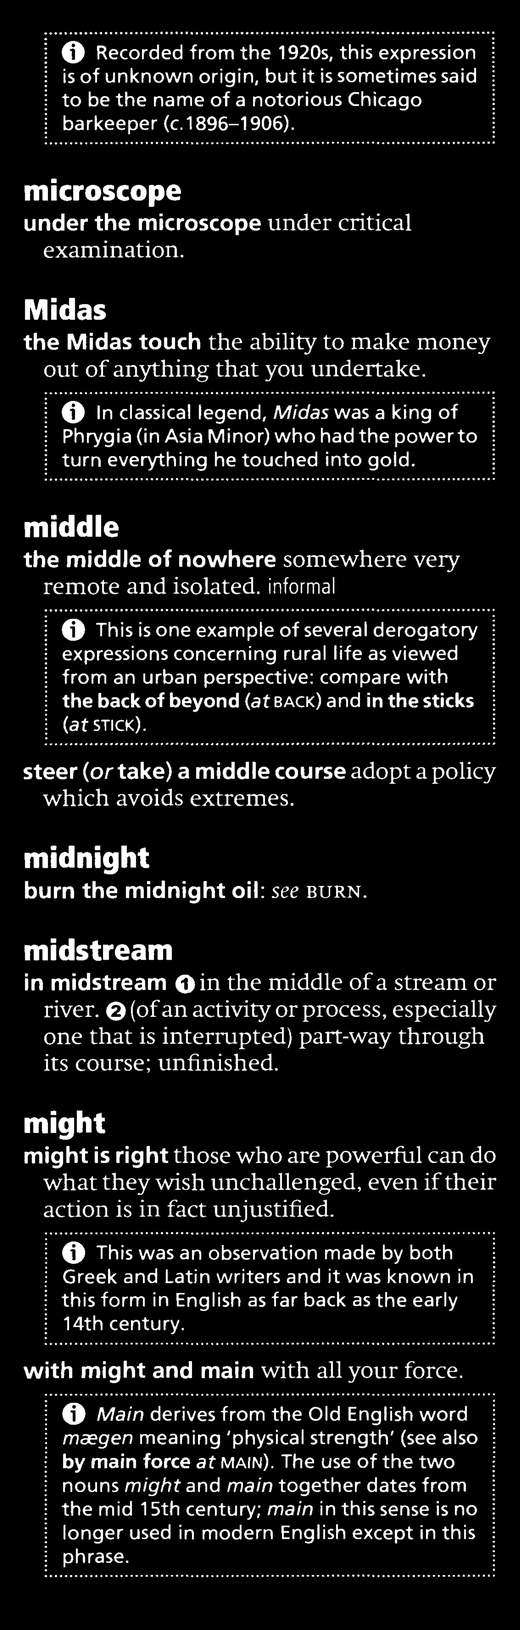 ⓘ Recorded from the 1920s, this expression
is of unknown origin, but it is sometimes said
to be the name of a notorious Chicago
barkeeper (c.1896–1906).
microscope
under the microscope under critical
examination.
Midas
the Midas touch the ability to make money
out of anything that you undertake.
ⓘ In classical legend, Midas was a king of
Phrygia (in Asia Minor) who had the power to
turn everything he touched into gold.
middle
the middle of nowhere somewhere very
remote and isolated. informal
ⓘ This is one example of several derogatory
expressions concerning rural life as viewed
from an urban perspective: compare with
the back of beyond (at BACK) and in the sticks
(at STICK).
steer (or take) a middle course adopt a policy
which avoids extremes.
midnight
burn the midnight oil: see BURN.
midstream
in midstream ❶ in the middle of a stream or
river. ❷ (of an activity or process, especially
one that is interrupted) part-way through
its course; unfinished.
might
might is right those who are powerful can do
what they wish unchallenged, even if their
action is in fact unjustified.
ⓘ This was an observation made by both
Greek and Latin writers and it was known in
this form in English as far back as the early
14th century.
with might and main with all your force.
ⓘ Main derives from the Old English word
mægen meaning ‘physical strength’ (see also
by main force at MAIN). The use of the two
nouns might and main together dates from
the mid 15th century; main in this sense is no
longer used in modern English except in this
phrase.